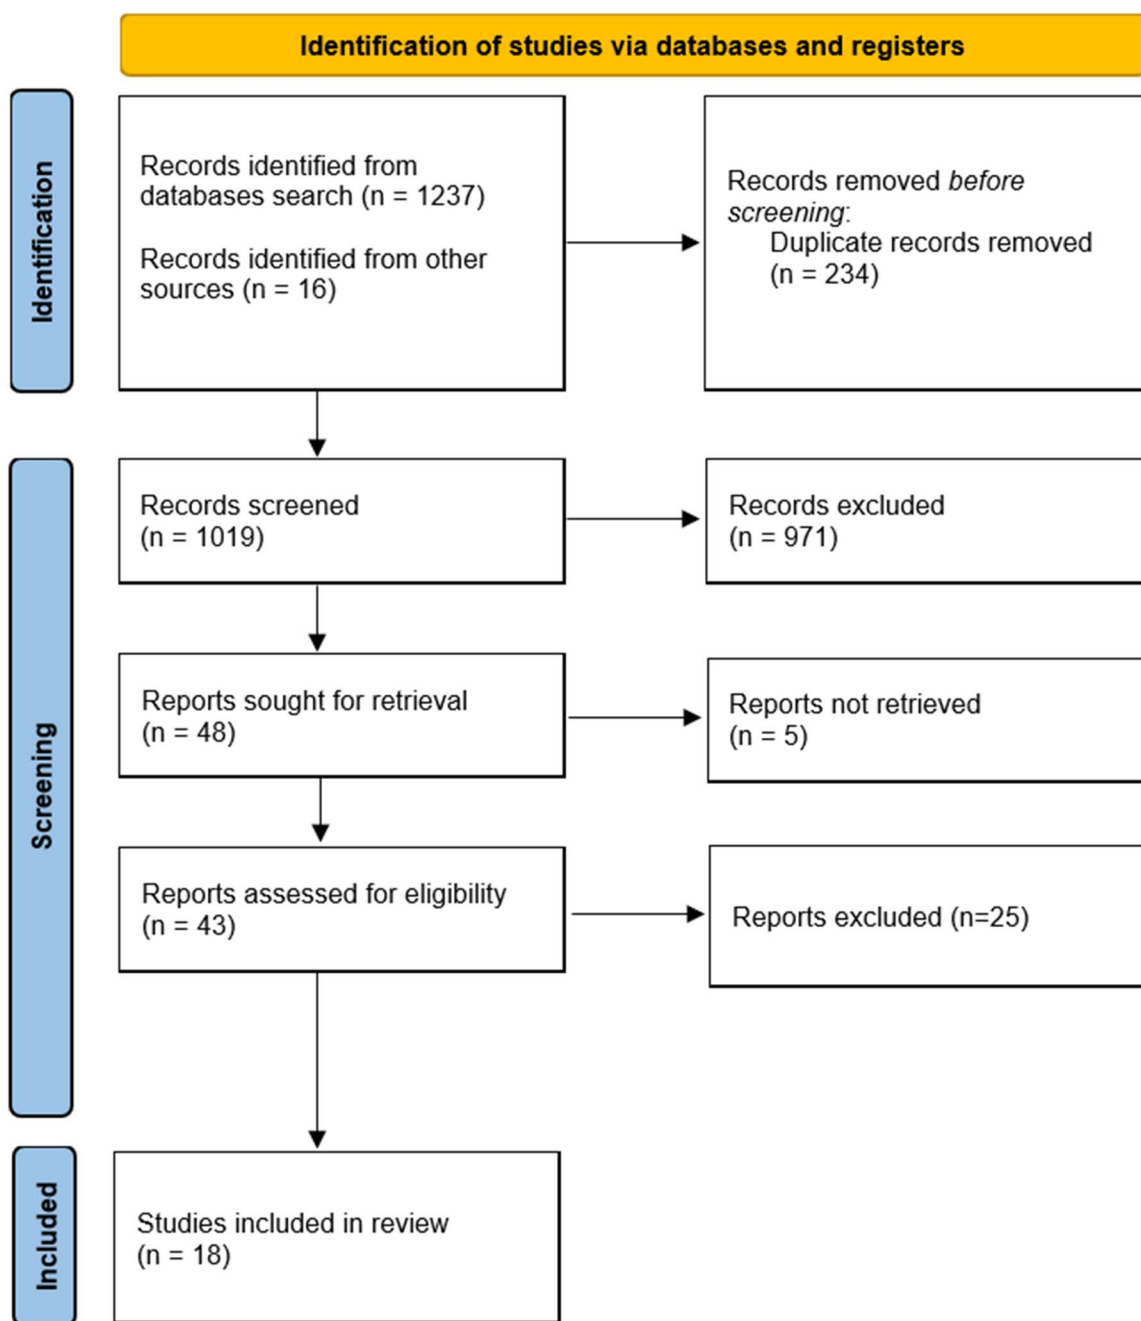 Identification of studies via databases and registers
Identification
Records identified from
databases search (n = 1237)
Records identified from other
sources (n = 16)
Records removed before
screening:
Duplicate records removed
(n = 234)
Screening
Records screened
(n = 1019)
Records excluded
(n = 971)
Reports sought for retrieval
(n = 48)
Reports not retrieved
(n = 5)
Reports assessed for eligibility
(n = 43)
Reports excluded (n=25)
Included
Studies included in review
(n = 18)